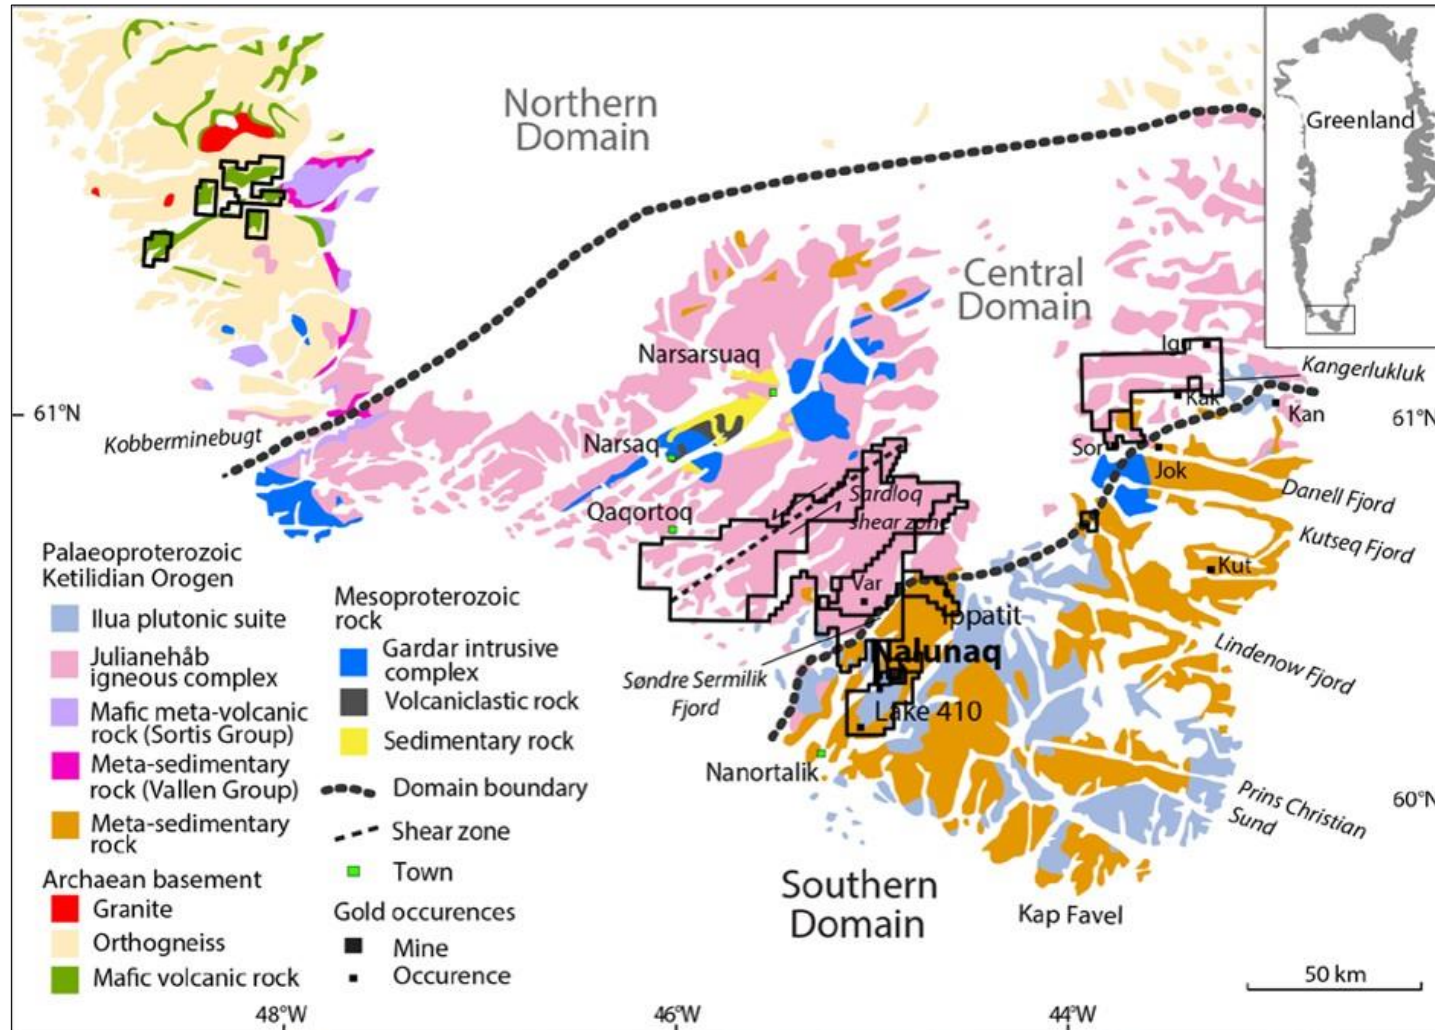 Northern
Domain
Greenland
Central
Domain
Narsarsuaq
Igu
Kangerlukluk
Kak
Kan
61°N
61°N
Kobberminebugt
Narsaq
Sor
Jok
Danell Fjord
Sardloq
shear zone
Qaqortoq
Kutseq Fjord
Kut
Var
Ippatit
Nalunaq
Lindenow Fjord
Søndre Sermilik
Fjord
Lake 410
Nanortalik
Prins Christian
Sund
60°N
Southern
Domain
Kap Favel
50 km
48°W
46°W
44°W
Palaeoproterozoic
Ketilidian Orogen
Ilua plutonic suite
Julianehåb
igneous complex
Mafic meta-volcanic
rock (Sortis Group)
Meta-sedimentary
rock (Vallen Group)
Meta-sedimentary
rock
Archaean basement
Granite
Orthogneiss
Mafic volcanic rock
Mesoproterozoic
rock
Gardar intrusive
complex
Volcaniclastic rock
Sedimentary rock
Domain boundary
Shear zone
Town
Gold occurences
Mine
Occurence